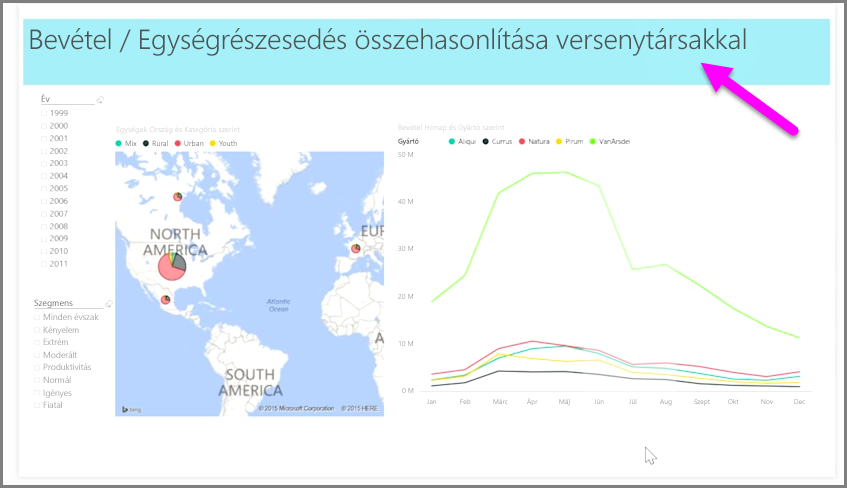 Bevétel / Egységrészesedés összehasonlítása versenytársakkal
Év
1999
2000
2001
2002
2003
2004
2005
2006
2007
2008
2009
2010
2011
Szegmens
Minden évszak
Kényelem
Extrém
Moderált
Produktivitás
Normál
Igényes
Fiatal
Egységek Ország és Kategória szerint
Mix Rural Urban Youth
NORTH
AMERICA
EUR
Atlantic
Ocean
A
SOUTH
AMERICA
bing © 2015 Microsoft Corporation © 2015 HERE
Bevétel Hónap és Gyártó szerint
Gyártó Aliqui Currus Natura Pirum VanArsdel
50 M
40 M
30 M
20 M
10 M
0 M
Jan Feb Márc Ápr Máj Jún Júl Aug Szept Okt Nov Dec